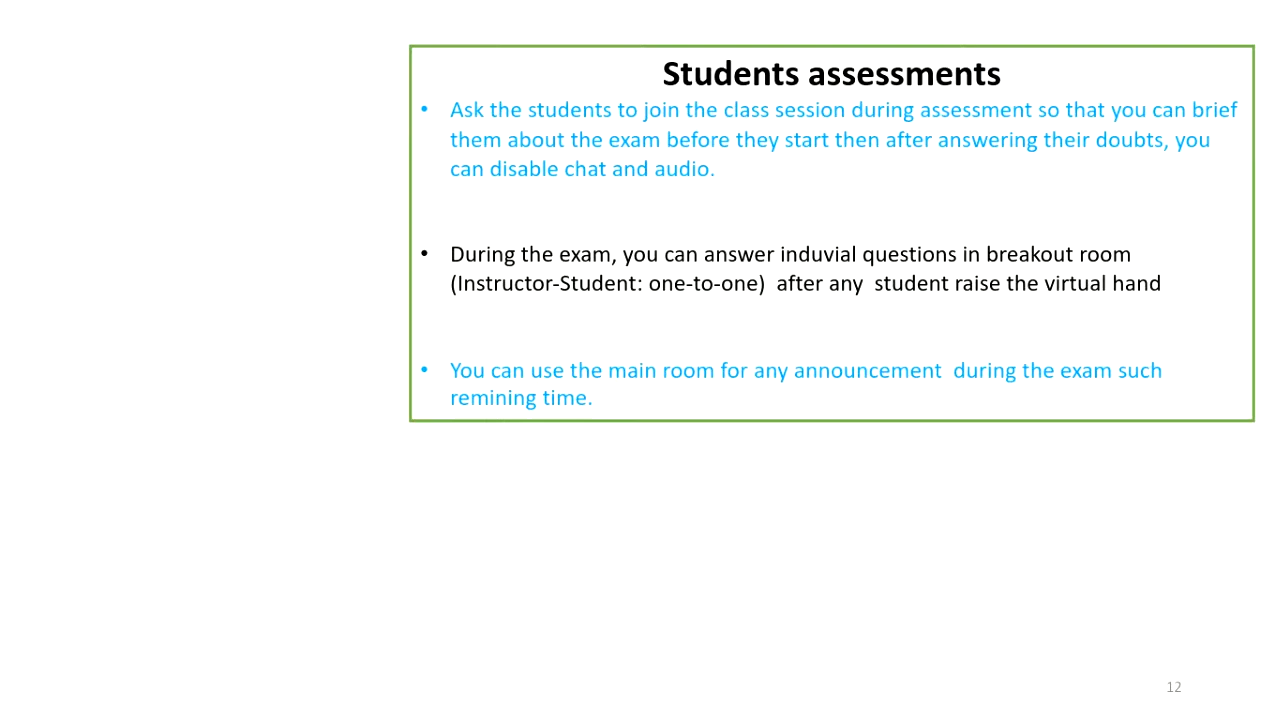 Students assessments
• Ask the students to join the class session during assessment so that you can brief
them about the exam before they start then after answering their doubts, you
can disable chat and audio.
• During the exam, you can answer induvial questions in breakout room
(Instructor-Student: one-to-one)  after any  student raise the virtual hand
• You can use the main room for any announcement  during the exam such
remining time.
12